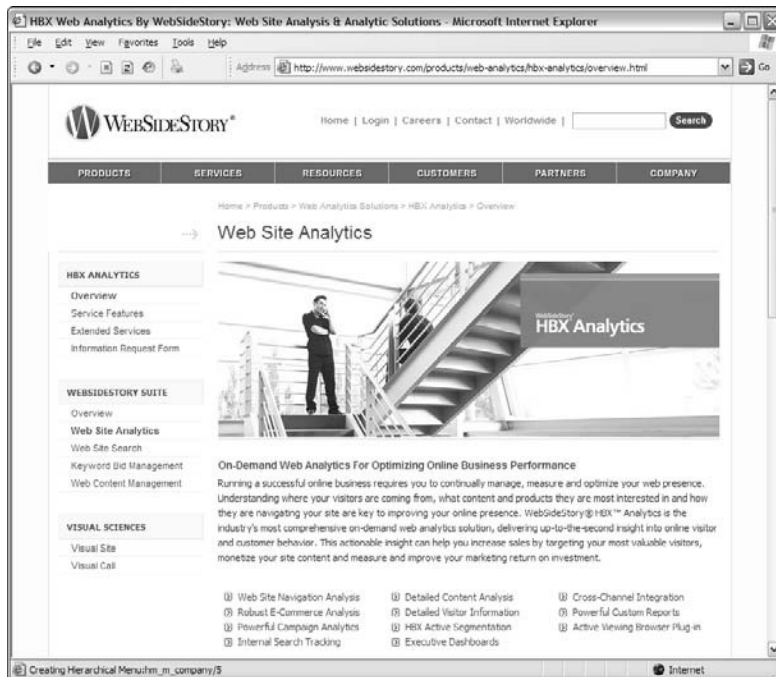 HBX Web Analytics By WebSideStory: Web Site Analysis & Analytic Solutions - Microsoft Internet Explorer
File Edit View Favorites Tools Help
Address http://www.websidestory.com/products/web-analytics/hbx-analytics/overview.html Go
WEBSIDESTORY®
Home | Login | Careers | Contact | Worldwide | Search
PRODUCTS SERVICES RESOURCES CUSTOMERS PARTNERS COMPANY
Home > Products > Web Analytics Solutions > HBX Analytics > Overview
Web Site Analytics
HBX ANALYTICS
Overview
Service Features
Extended Services
Information Request Form
WEBSIDESTORY SUITE
Overview
Web Site Analytics
Web Site Search
Keyword Bid Management
Web Content Management
VISUAL SCIENCES
Visual Site
Visual Call
WebSideStory®
HBX Analytics
On-Demand Web Analytics For Optimizing Online Business Performance
Running a successful online business requires you to continually manage, measure and optimize your web presence.
Understanding where your visitors are coming from, what content and products they are most interested in and how
they are navigating your site are key to improving your online presence. WebSideStory® HBX™ Analytics is the
industry's most comprehensive on-demand web analytics solution, delivering up-to-the-second insight into online visitor
and customer behavior. This actionable insight can help you increase sales by targeting your most valuable visitors,
monetize your site content and measure and improve your marketing return on investment.
Web Site Navigation Analysis Detailed Content Analysis Cross-Channel Integration
Robust E-Commerce Analysis Detailed Visitor Information Powerful Custom Reports
Powerful Campaign Analytics HBX Active Segmentation Active Viewing Browser Plug-in
Internal Search Tracking Executive Dashboards
Creating Hierarchical Menu:hm_m_company/5 Internet